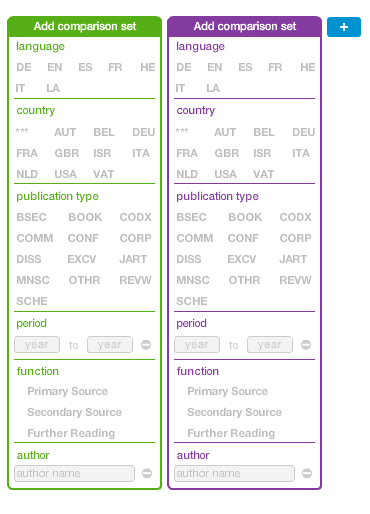 Add comparison set
language
DE EN ES FR HE
IT LA
country
*** AUT BEL DEU
FRA GBR ISR ITA
NLD USA VAT
publication type
BSEC BOOK CODX
COMM CONF CORP
DISS EXCV JART
MNSC OTHR REVW
SCHE
period
year to year
function
Primary Source
Secondary Source
Further Reading
author
author name
Add comparison set
language
DE EN ES FR HE
IT LA
country
*** AUT BEL DEU
FRA GBR ISR ITA
NLD USA VAT
publication type
BSEC BOOK CODX
COMM CONF CORP
DISS EXCV JART
MNSC OTHR REVW
SCHE
period
year to year
function
Primary Source
Secondary Source
Further Reading
author
author name
+